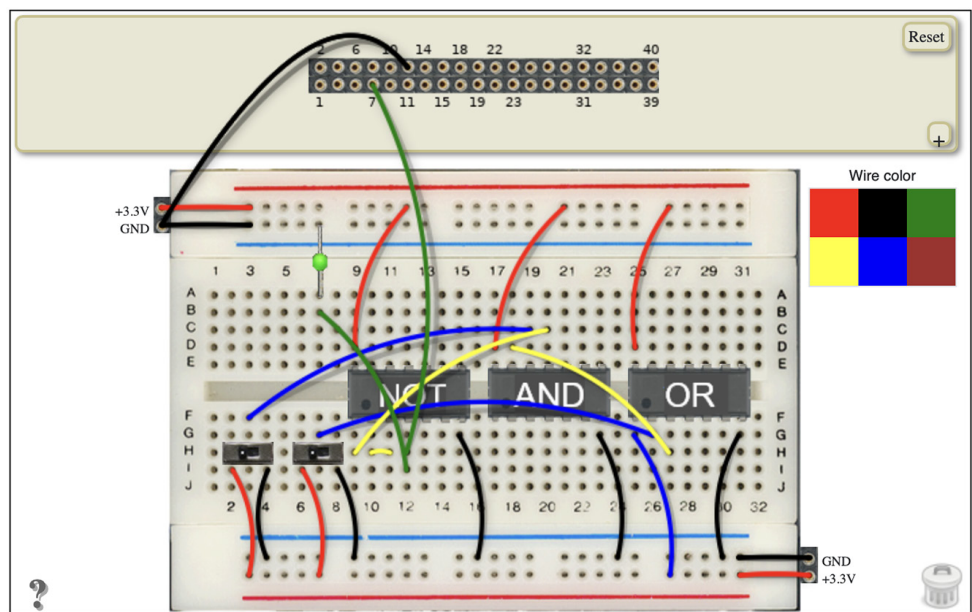 Reset
2 6 10 14 18 22 32 40
1 7 11 15 19 23 31 39
+
Wire color
+3.3V
GND
1 3 5 9 11 13 15 17 19 21 23 25 27 29 31
A A
B B
C C
D D
E E
NOT AND OR
F F
G G
H H
I I
J J
2 4 6 8 10 12 14 16 18 20 22 24 26 28 30 32
GND
+3.3V
?